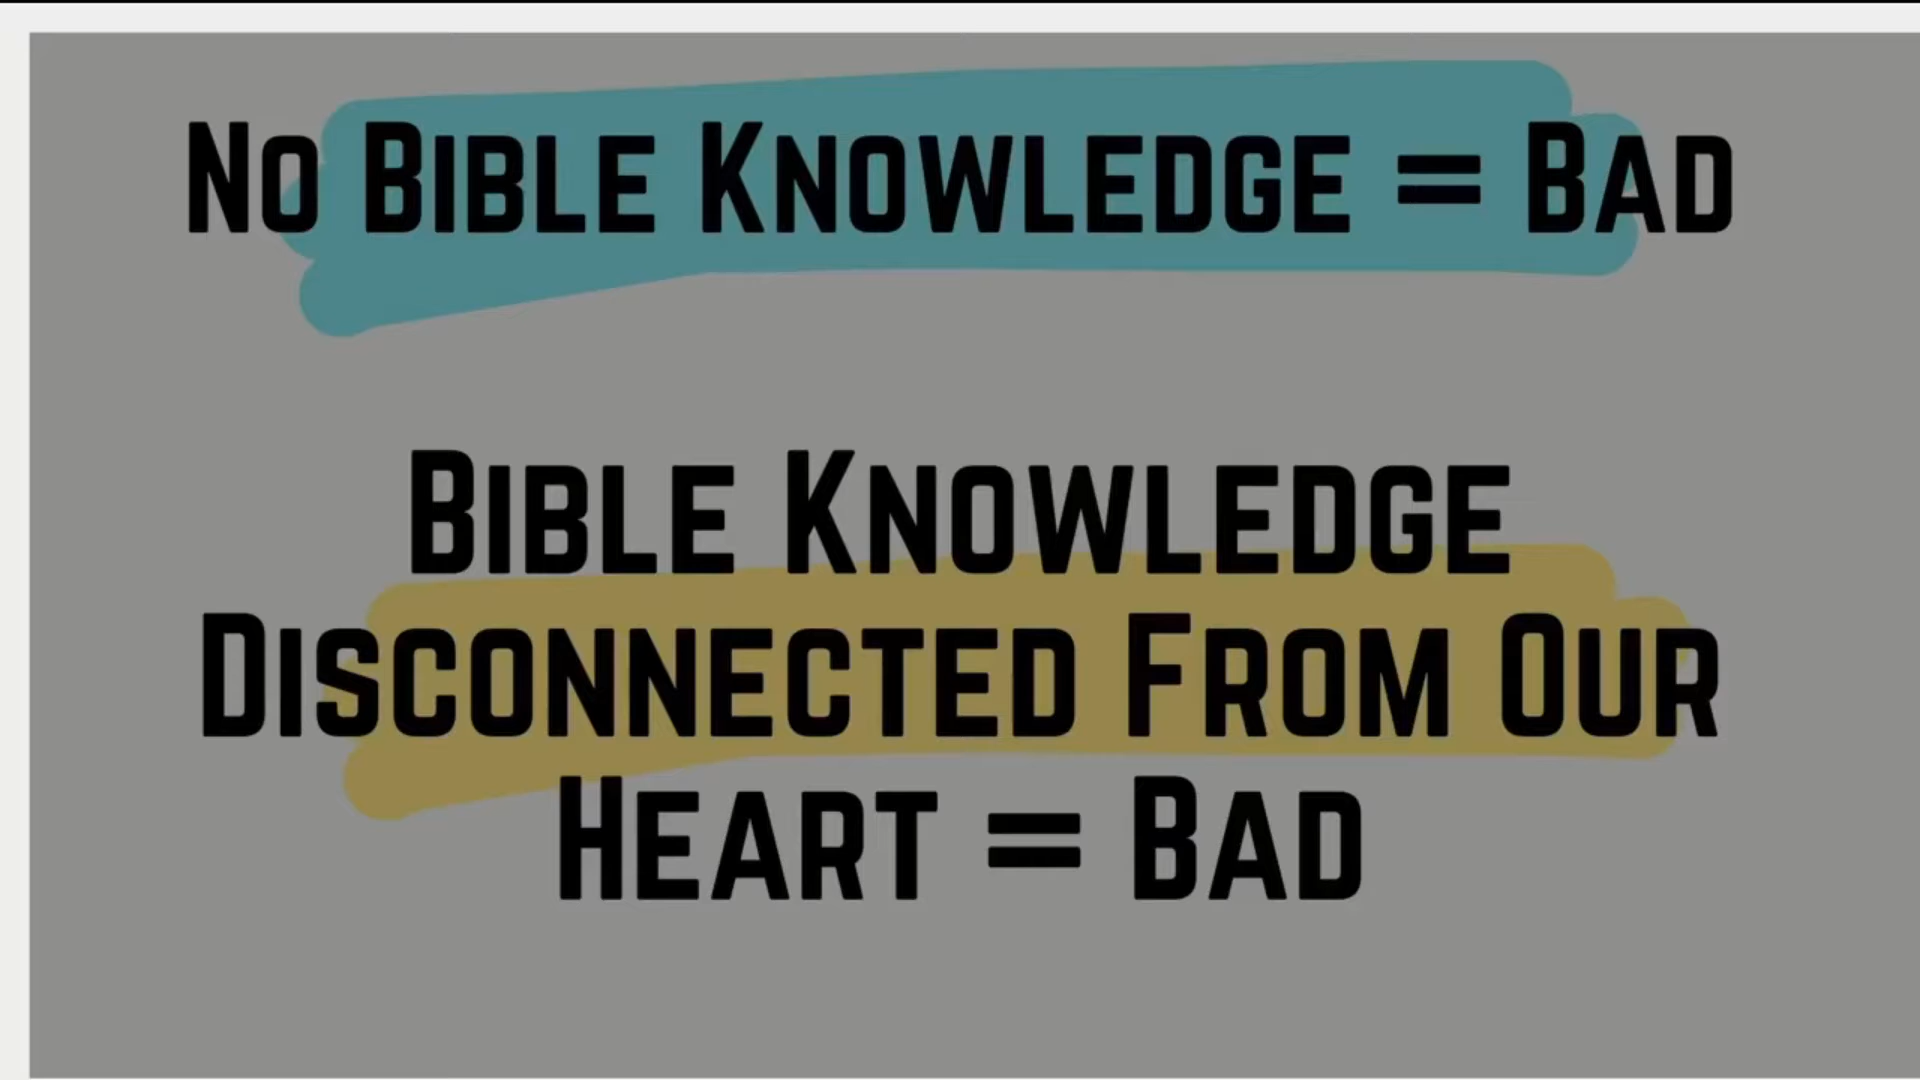 No Bible Knowledge = Bad
Bible Knowledge
Disconnected From Our
Heart = Bad